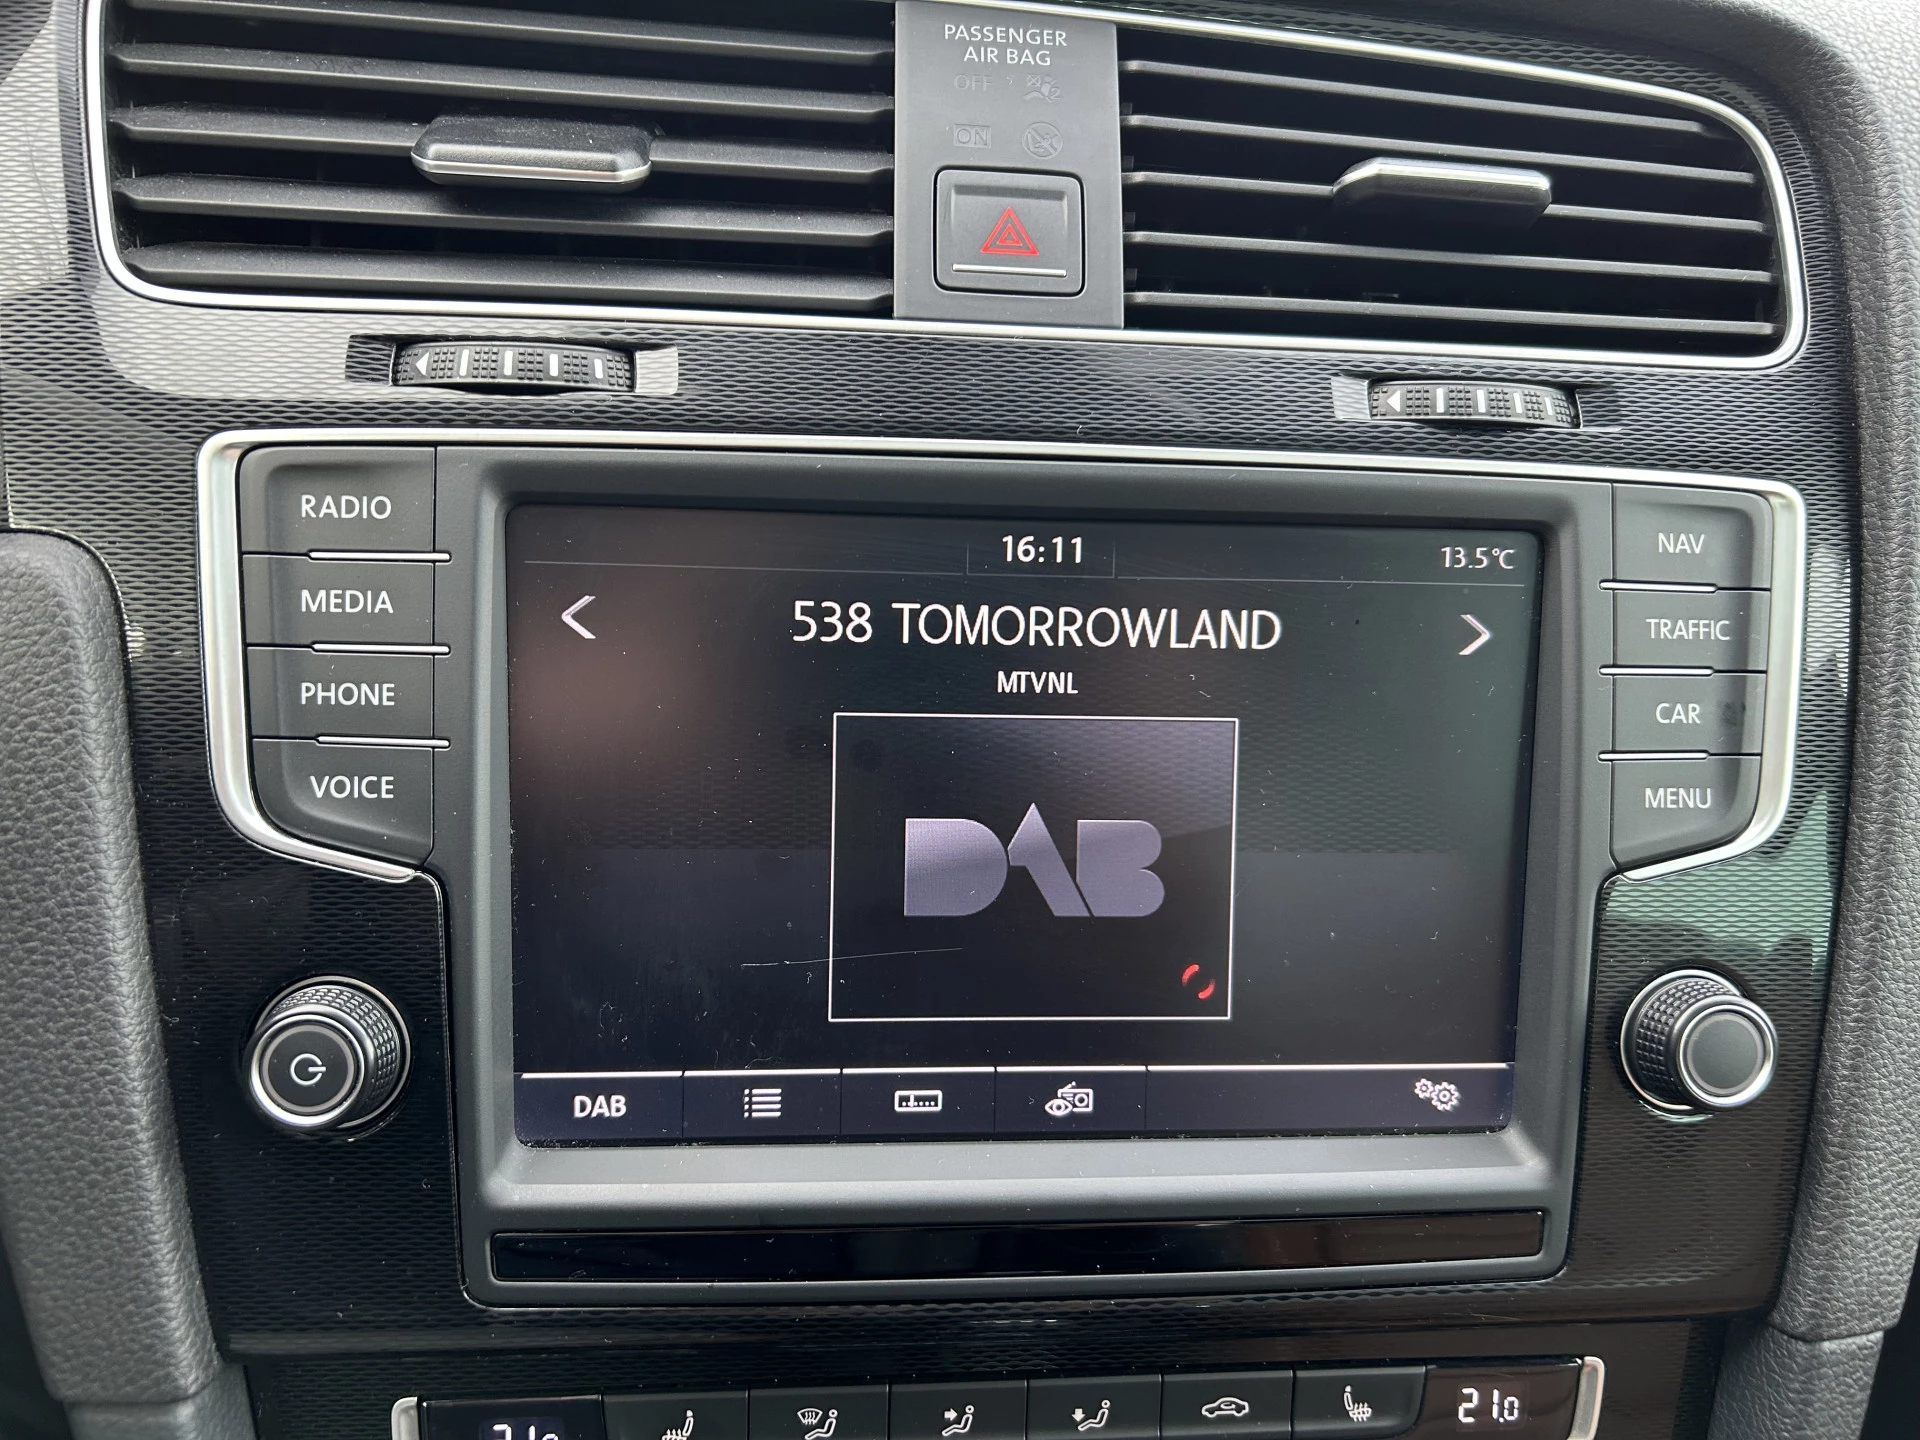 PASSENGER
AIR BAG
OFF
ON
RADIO
MEDIA
PHONE
VOICE
16:11
13.5°C
538 TOMORROWLAND
MTVNL
DAB
DAB
NAV
TRAFFIC
CAR
MENU
21.0